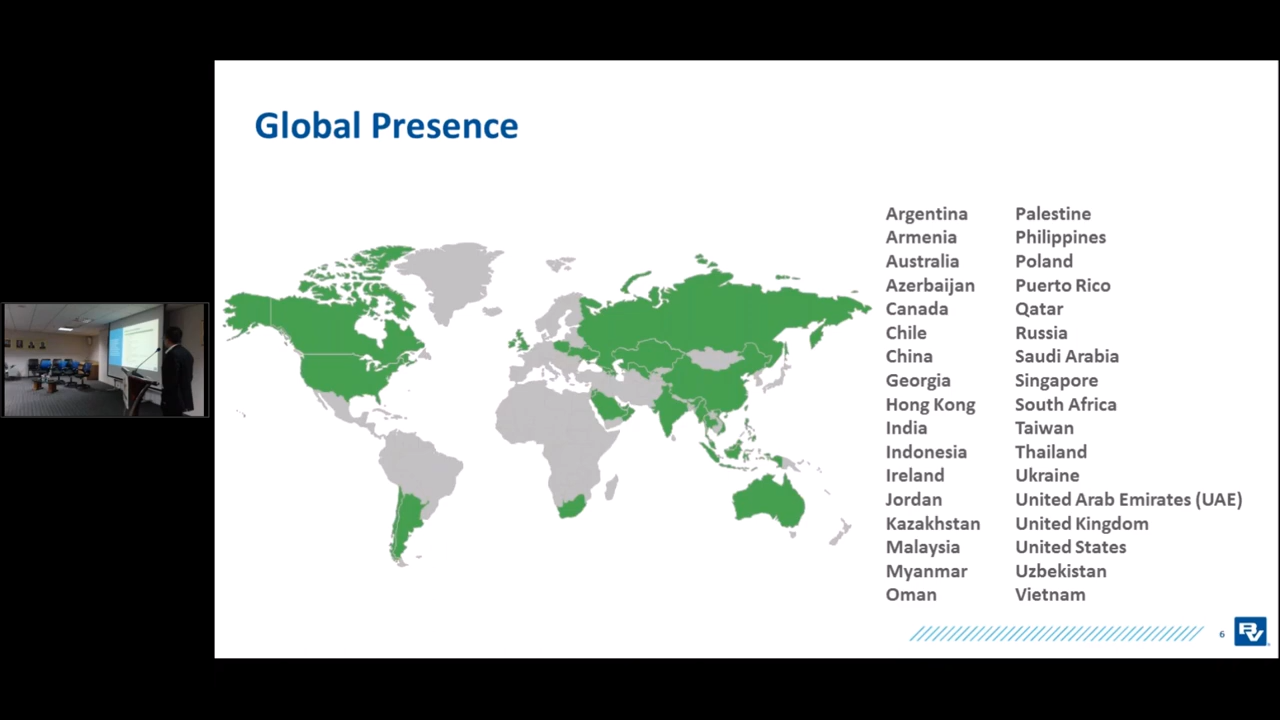 Global Presence
Argentina
Armenia
Australia
Azerbaijan
Canada
Chile
China
Georgia
Hong Kong
India
Indonesia
Ireland
Jordan
Kazakhstan
Malaysia
Myanmar
Oman
Palestine
Philippines
Poland
Puerto Rico
Qatar
Russia
Saudi Arabia
Singapore
South Africa
Taiwan
Thailand
Ukraine
United Arab Emirates (UAE)
United Kingdom
United States
Uzbekistan
Vietnam
6
BV